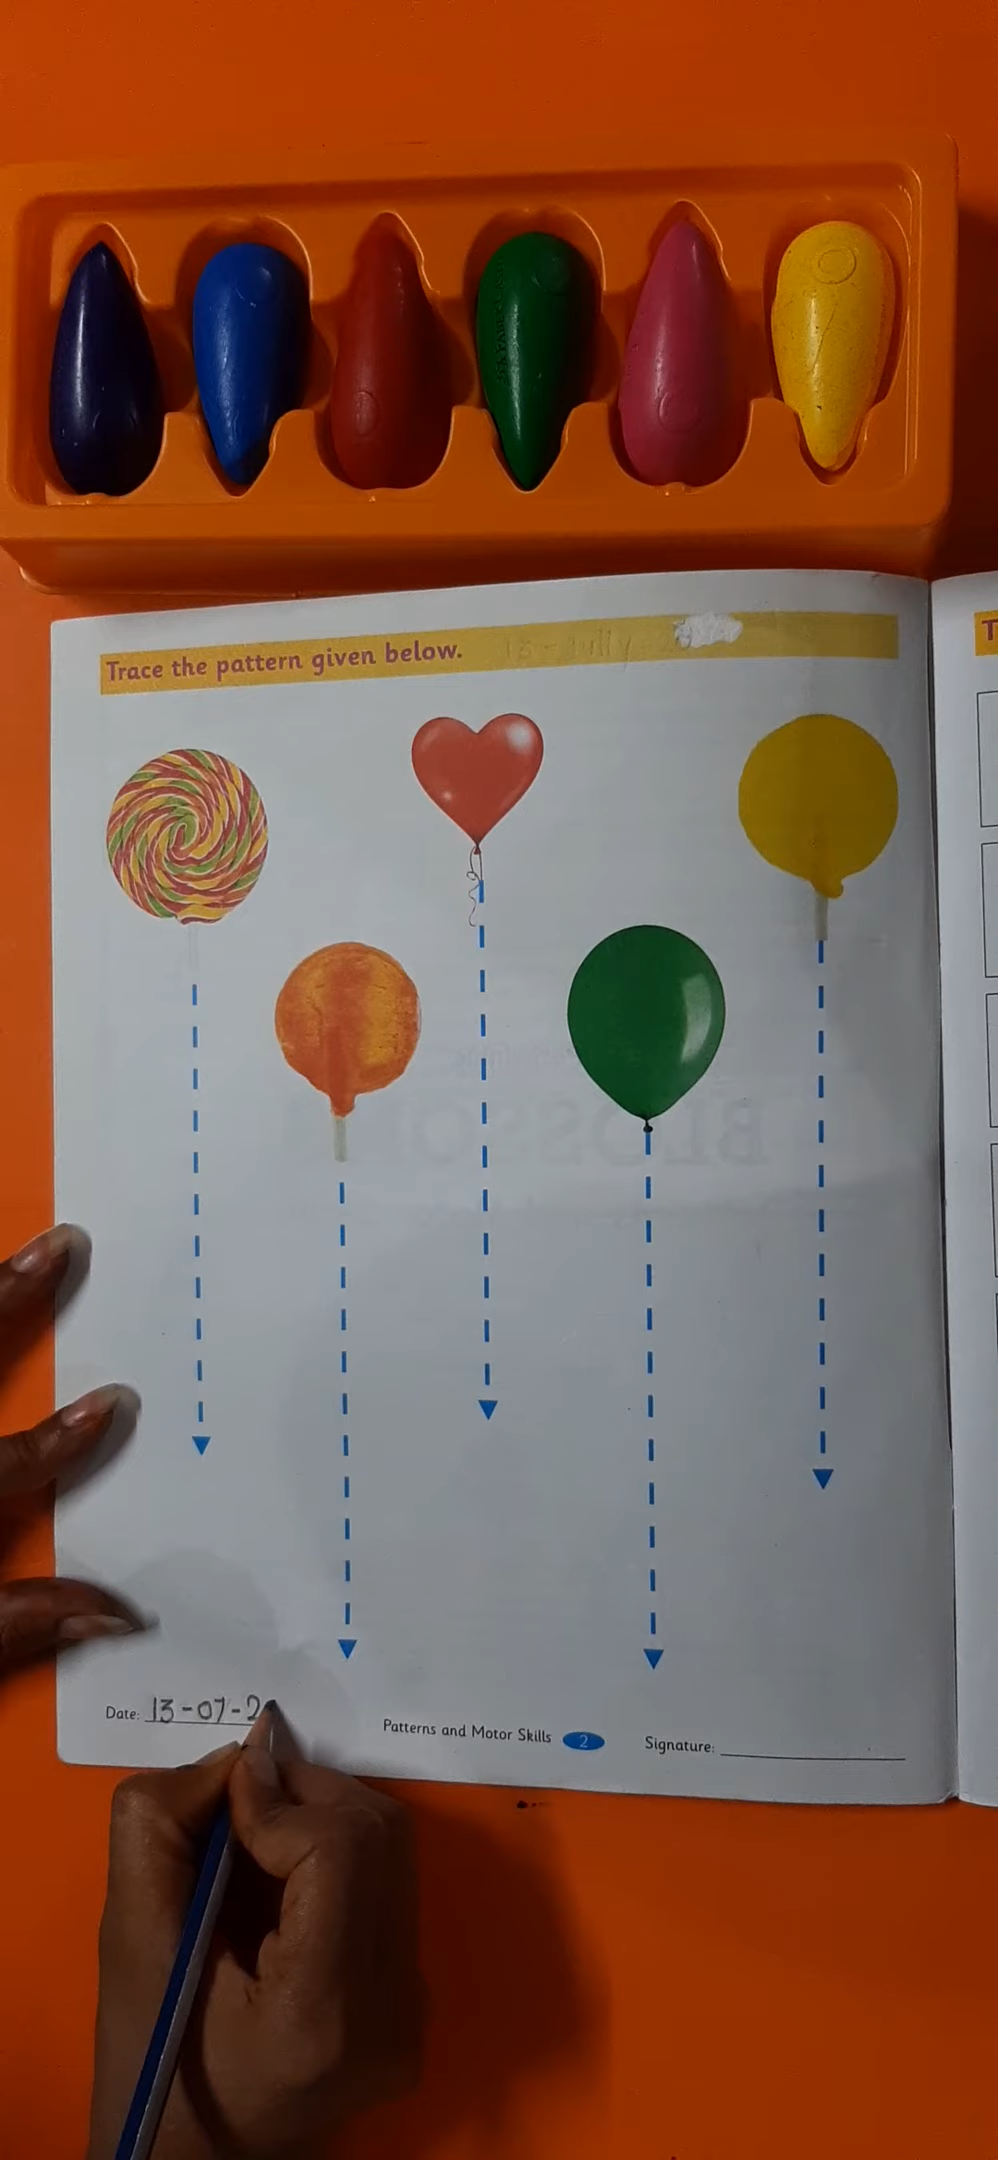 Trace the pattern given below.
T
Date: 13-07-2
Patterns and Motor Skills 2 Signature: